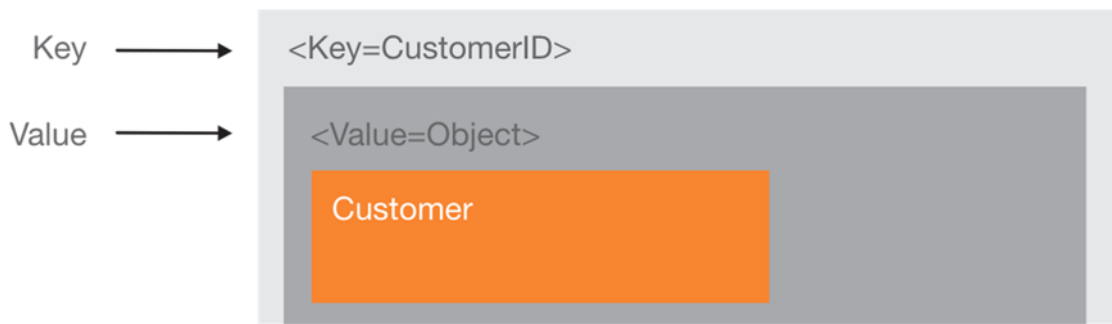 Key
<Key=CustomerID>
Value
<Value=Object>
Customer